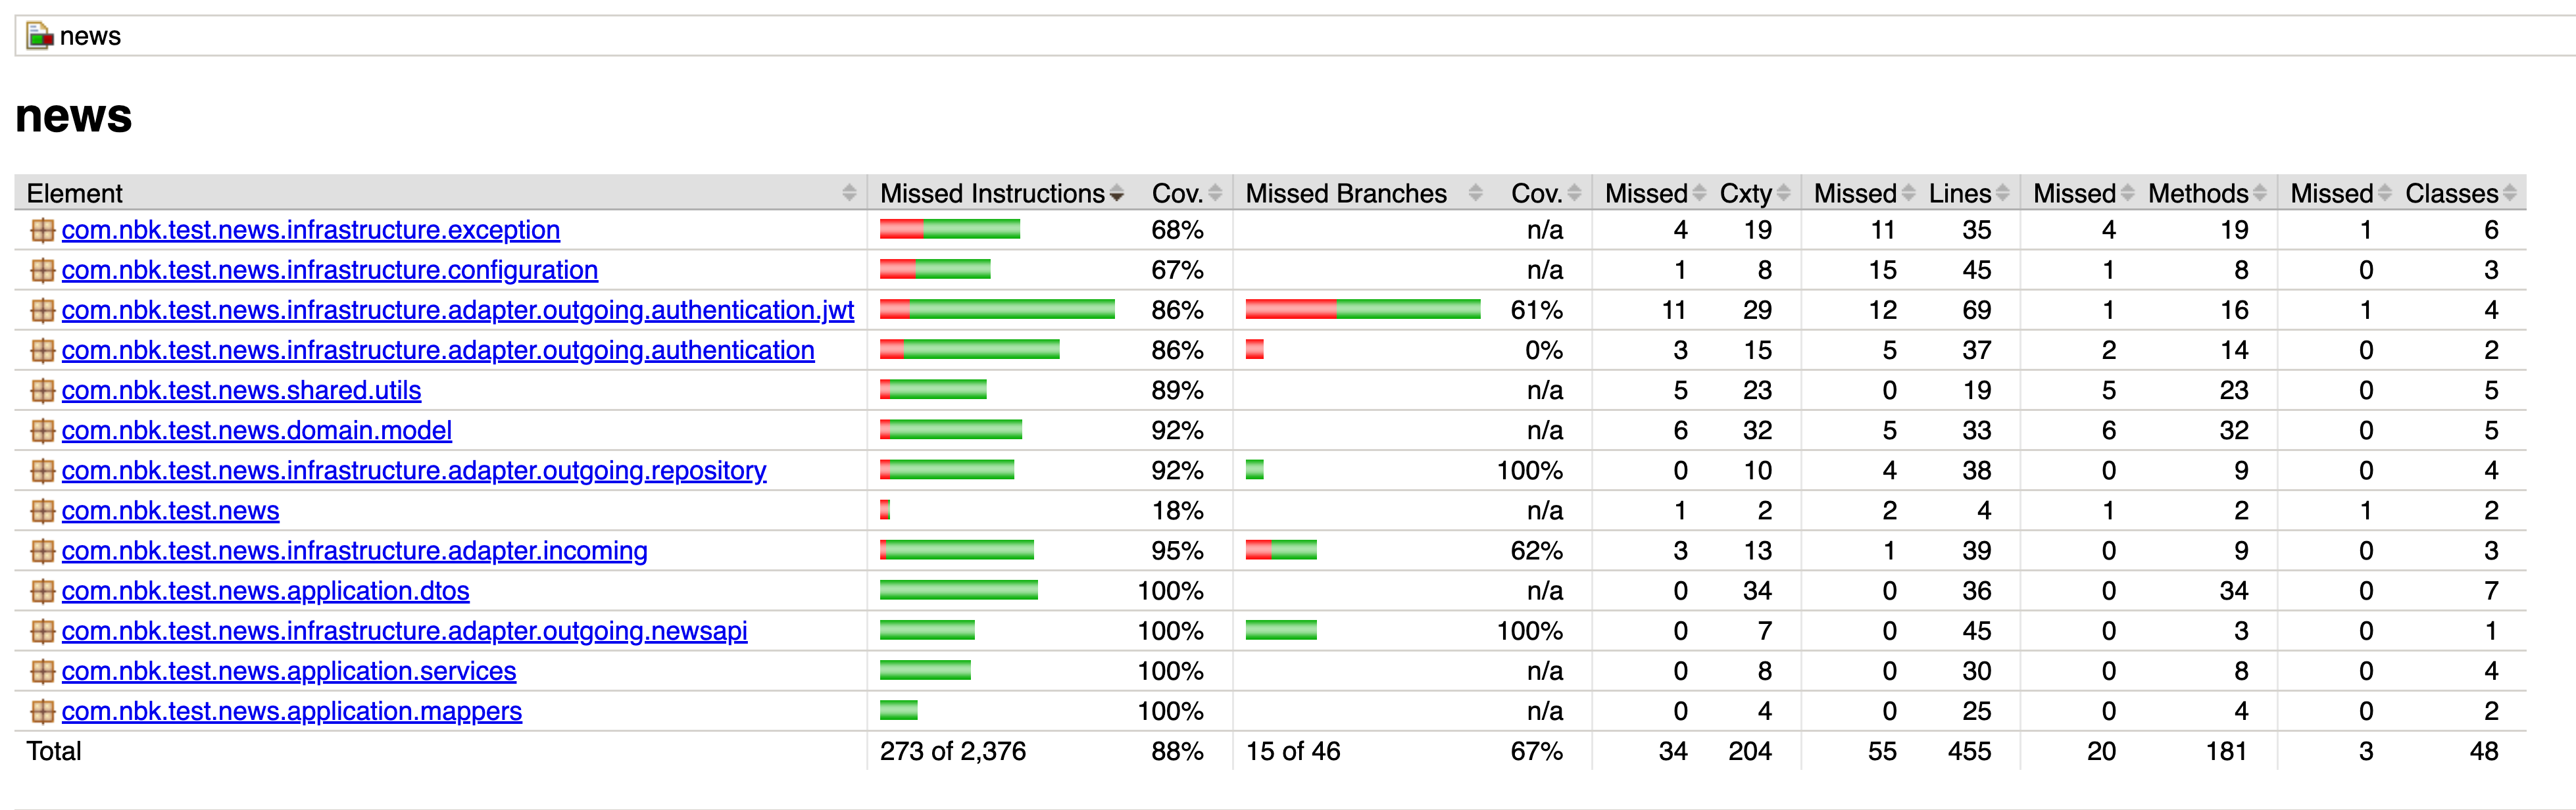 news
news
Element Missed Instructions Cov. Missed Branches Cov. Missed Cxty Missed Lines Missed Methods Missed Classes
com.nbk.test.news.infrastructure.exception 68% n/a 4 19 11 35 4 19 1 6
com.nbk.test.news.infrastructure.configuration 67% n/a 1 8 15 45 1 8 0 3
com.nbk.test.news.infrastructure.adapter.outgoing.authentication.jwt 86% 61% 11 29 12 69 1 16 1 4
com.nbk.test.news.infrastructure.adapter.outgoing.authentication 86% 0% 3 15 5 37 2 14 0 2
com.nbk.test.news.shared.utils 89% n/a 5 23 0 19 5 23 0 5
com.nbk.test.news.domain.model 92% n/a 6 32 5 33 6 32 0 5
com.nbk.test.news.infrastructure.adapter.outgoing.repository 92% 100% 0 10 4 38 0 9 0 4
com.nbk.test.news 18% n/a 1 2 2 4 1 2 1 2
com.nbk.test.news.infrastructure.adapter.incoming 95% 62% 3 13 1 39 0 9 0 3
com.nbk.test.news.application.dtos 100% n/a 0 34 0 36 0 34 0 7
com.nbk.test.news.infrastructure.adapter.outgoing.newsapi 100% 100% 0 7 0 45 0 3 0 1
com.nbk.test.news.application.services 100% n/a 0 8 0 30 0 8 0 4
com.nbk.test.news.application.mappers 100% n/a 0 4 0 25 0 4 0 2
Total 273 of 2,376 88% 15 of 46 67% 34 204 55 455 20 181 3 48